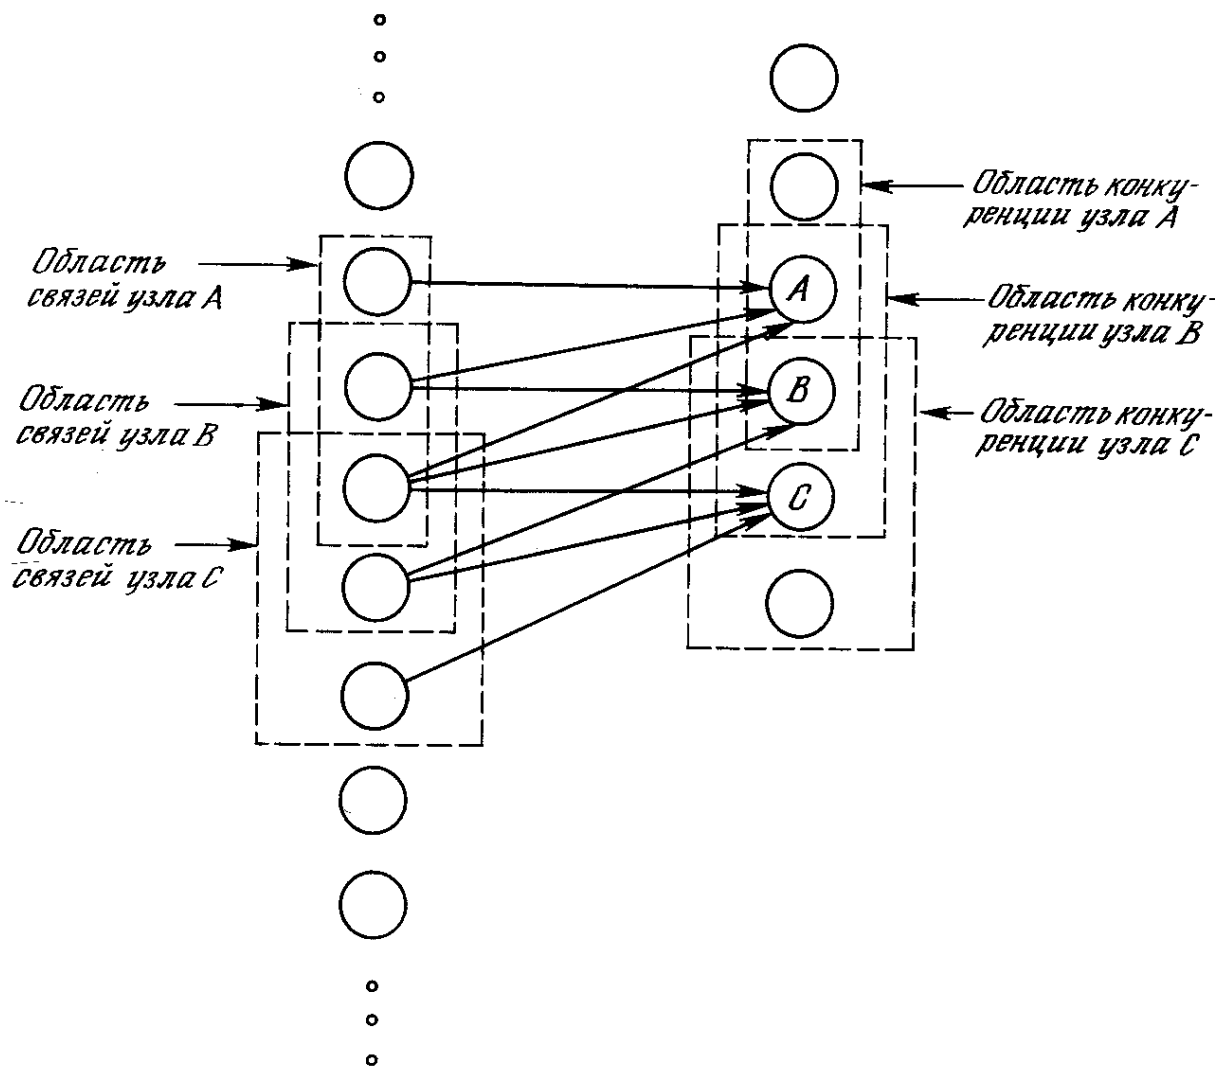 Область конку-
ренции узла A
Область
связей узла A
A
Область конку-
ренции узла B
Область
связей узла B
B
Область конку-
ренции узла C
C
Область
связей узла C